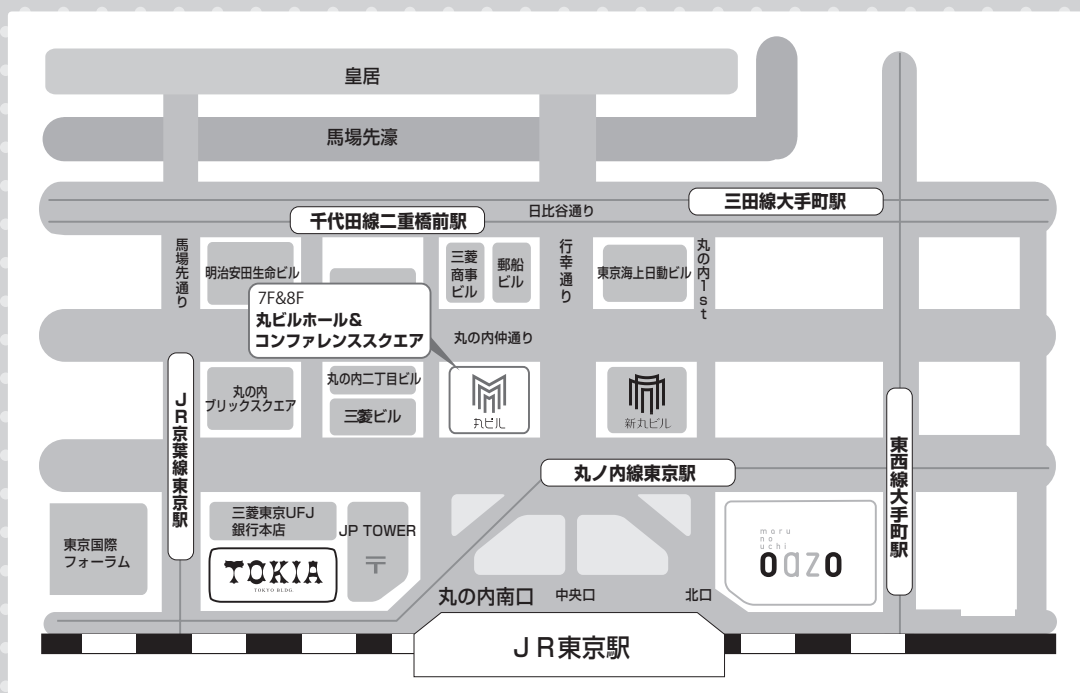 皇居
馬場先濠
三田線大手町駅
千代田線二重橋前駅
日比谷通り
馬場先通り
明治安田生命ビル
三菱
商事
ビル
郵船
ビル
行幸通り
東京海上日動ビル
丸の内1st
7F&8F
丸ビルホール&
コンファレンススクエア
丸の内仲通り
JR京葉線東京駅
丸の内
ブリックスクエア
丸の内二丁目ビル
三菱ビル
丸ビル
新丸ビル
東西線大手町駅
丸ノ内線東京駅
東京国際
フォーラム
三菱東京UFJ
銀行本店
JP TOWER
〒
TOKIA
TOKYO BLDG.
maru
no
uchi
oazo
丸の内南口
中央口
北口
JR東京駅